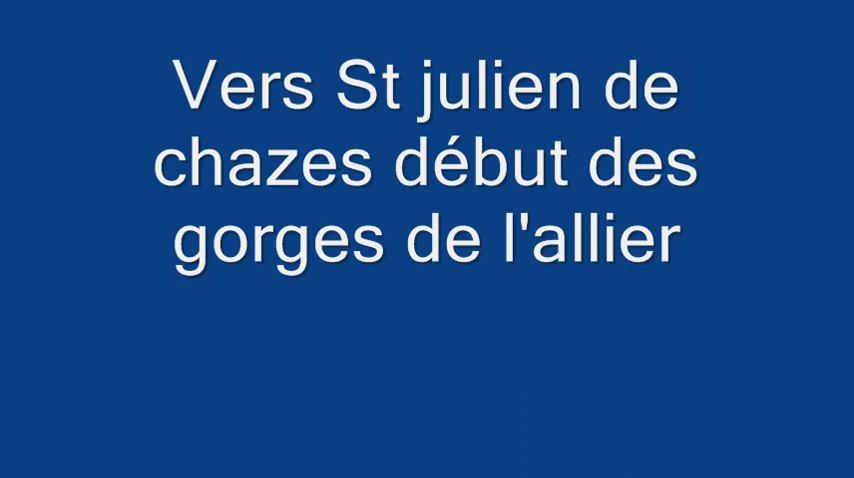 Vers St julien de
chazes début des
gorges de l'allier